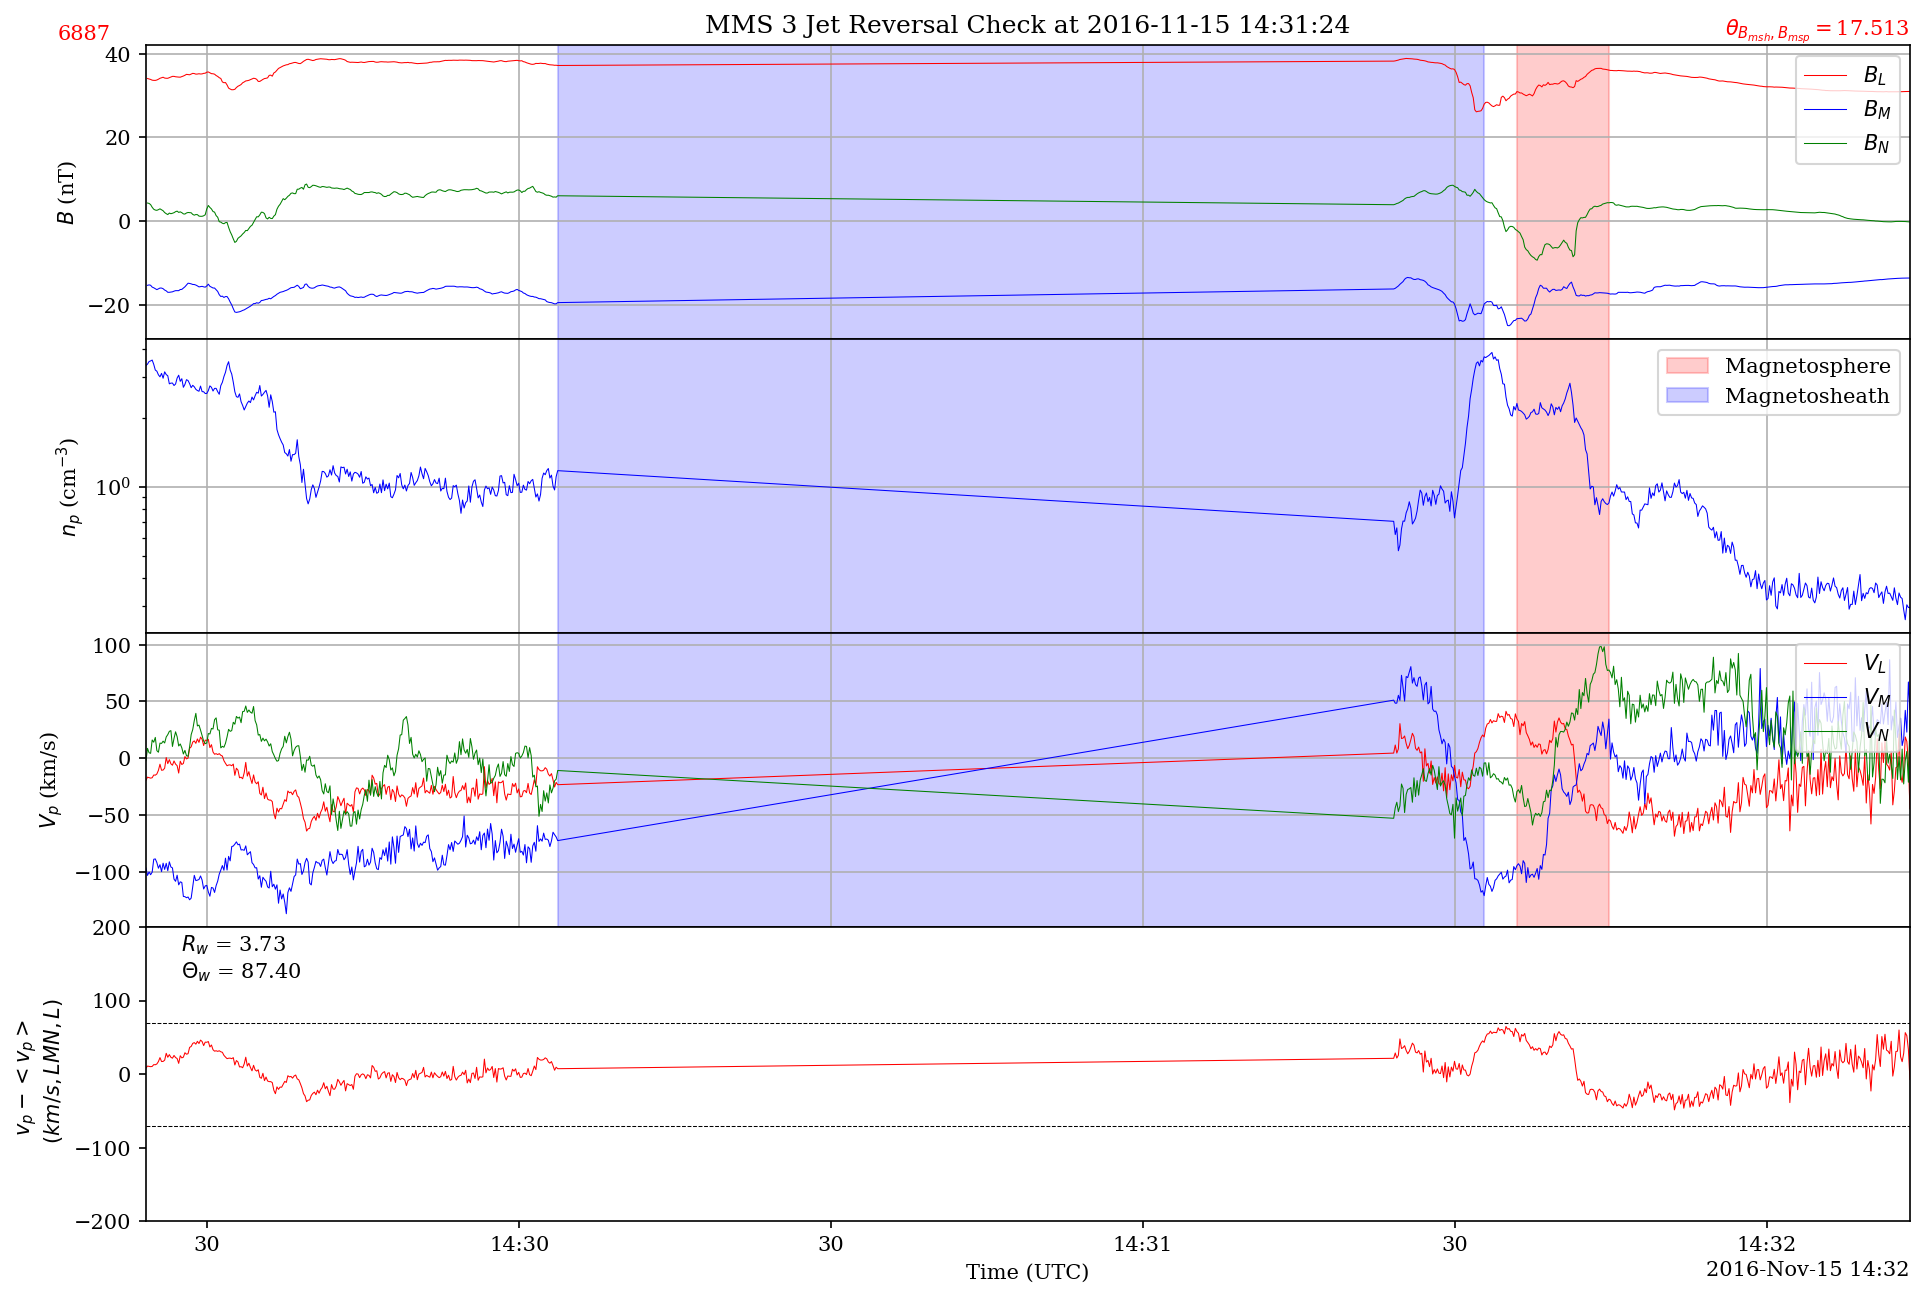 MMS 3 Jet Reversal Check at 2016-11-15 14:31:24
6887
θ_{B_{msh}, B_{msp}} = 17.513
40
20
0
−20
B (nT)
B_L
B_M
B_N
10^0
n_p (cm^{−3})
Magnetosphere
Magnetosheath
100
50
0
−50
−100
V_p (km/s)
V_L
V_M
V_N
200
100
0
−100
−200
v_p − < v_p >
(km/s, LMN, L)
R_w = 3.73
Θ_w = 87.40
30
14:30
30
14:31
30
14:32
Time (UTC)
2016-Nov-15 14:32